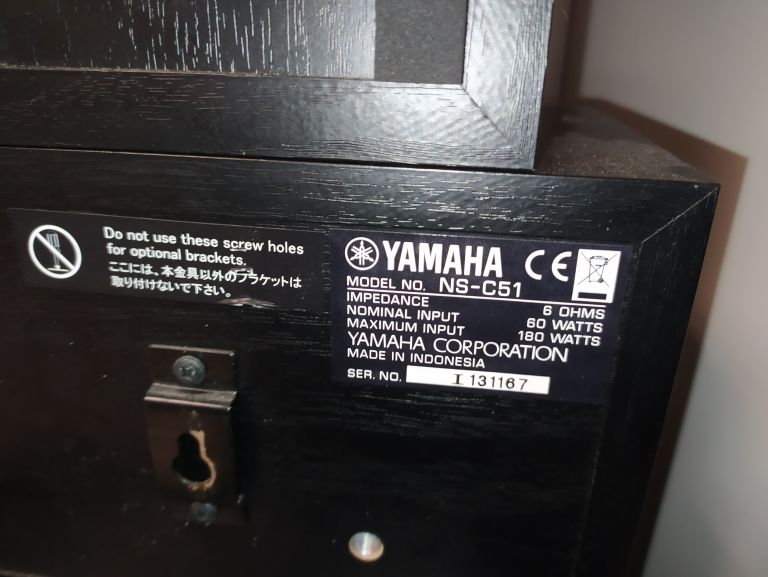 Do not use these screw holes
for optional brackets.
ここには、本金具以外のブラケットは
取り付けないで下さい。
YAMAHA CE
MODEL NO. NS-C51
IMPEDANCE 6 OHMS
NOMINAL INPUT 60 WATTS
MAXIMUM INPUT 180 WATTS
YAMAHA CORPORATION
MADE IN INDONESIA
SER. NO. I 131167